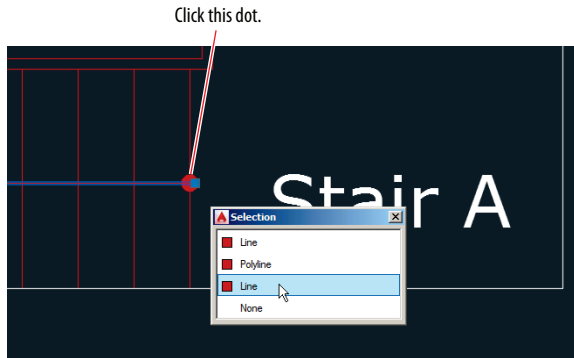 Click this dot.
Stair A
Selection
Line
Polyline
Line
None